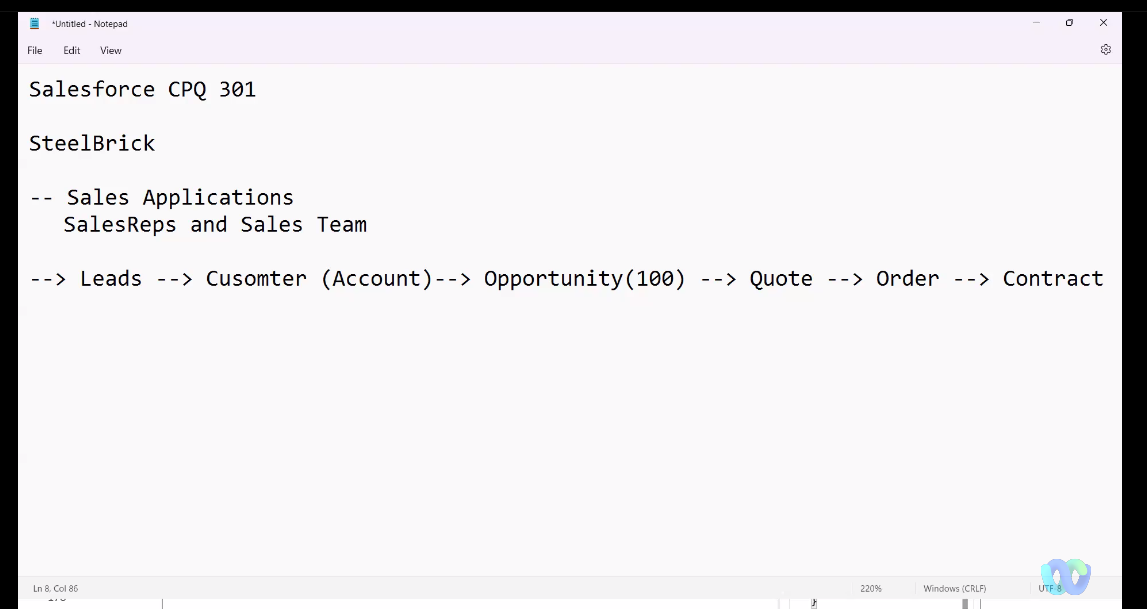 *Untitled - Notepad
File Edit View
Salesforce CPQ 301
SteelBrick
-- Sales Applications
SalesReps and Sales Team
--> Leads --> Cusomter (Account)--> Opportunity(100) --> Quote --> Order --> Contract
Ln 8, Col 86 220% Windows (CRLF) UTF-8